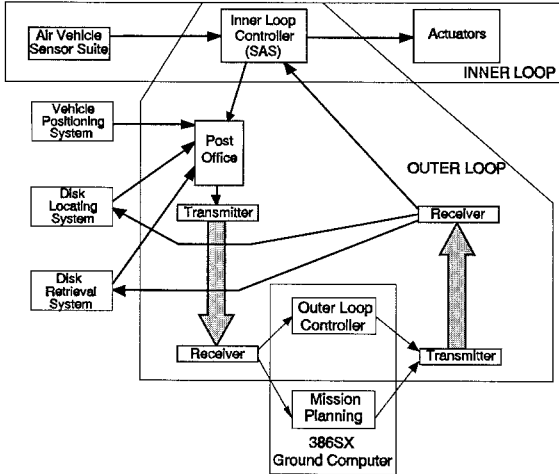 Air Vehicle
Sensor Suite
Inner Loop
Controller
(SAS)
Actuators
INNER LOOP
Vehicle
Positioning
System
Post
Office
OUTER LOOP
Disk
Locating
System
Transmitter
Receiver
Disk
Retrieval
System
Outer Loop
Controller
Receiver
Transmitter
Mission
Planning
386SX
Ground Computer